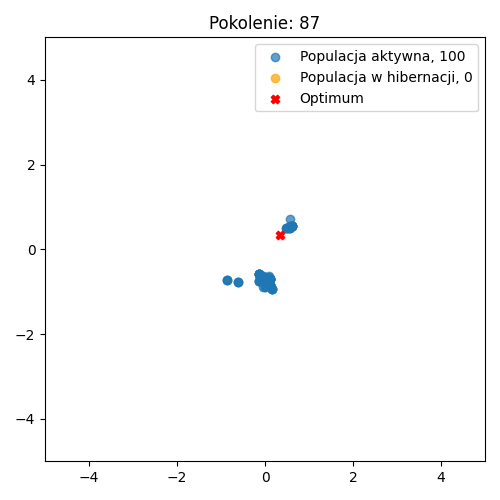 Pokolenie: 87
Populacja aktywna, 100
Populacja w hibernacji, 0
Optimum
4
2
0
−2
−4
−4 −2 0 2 4